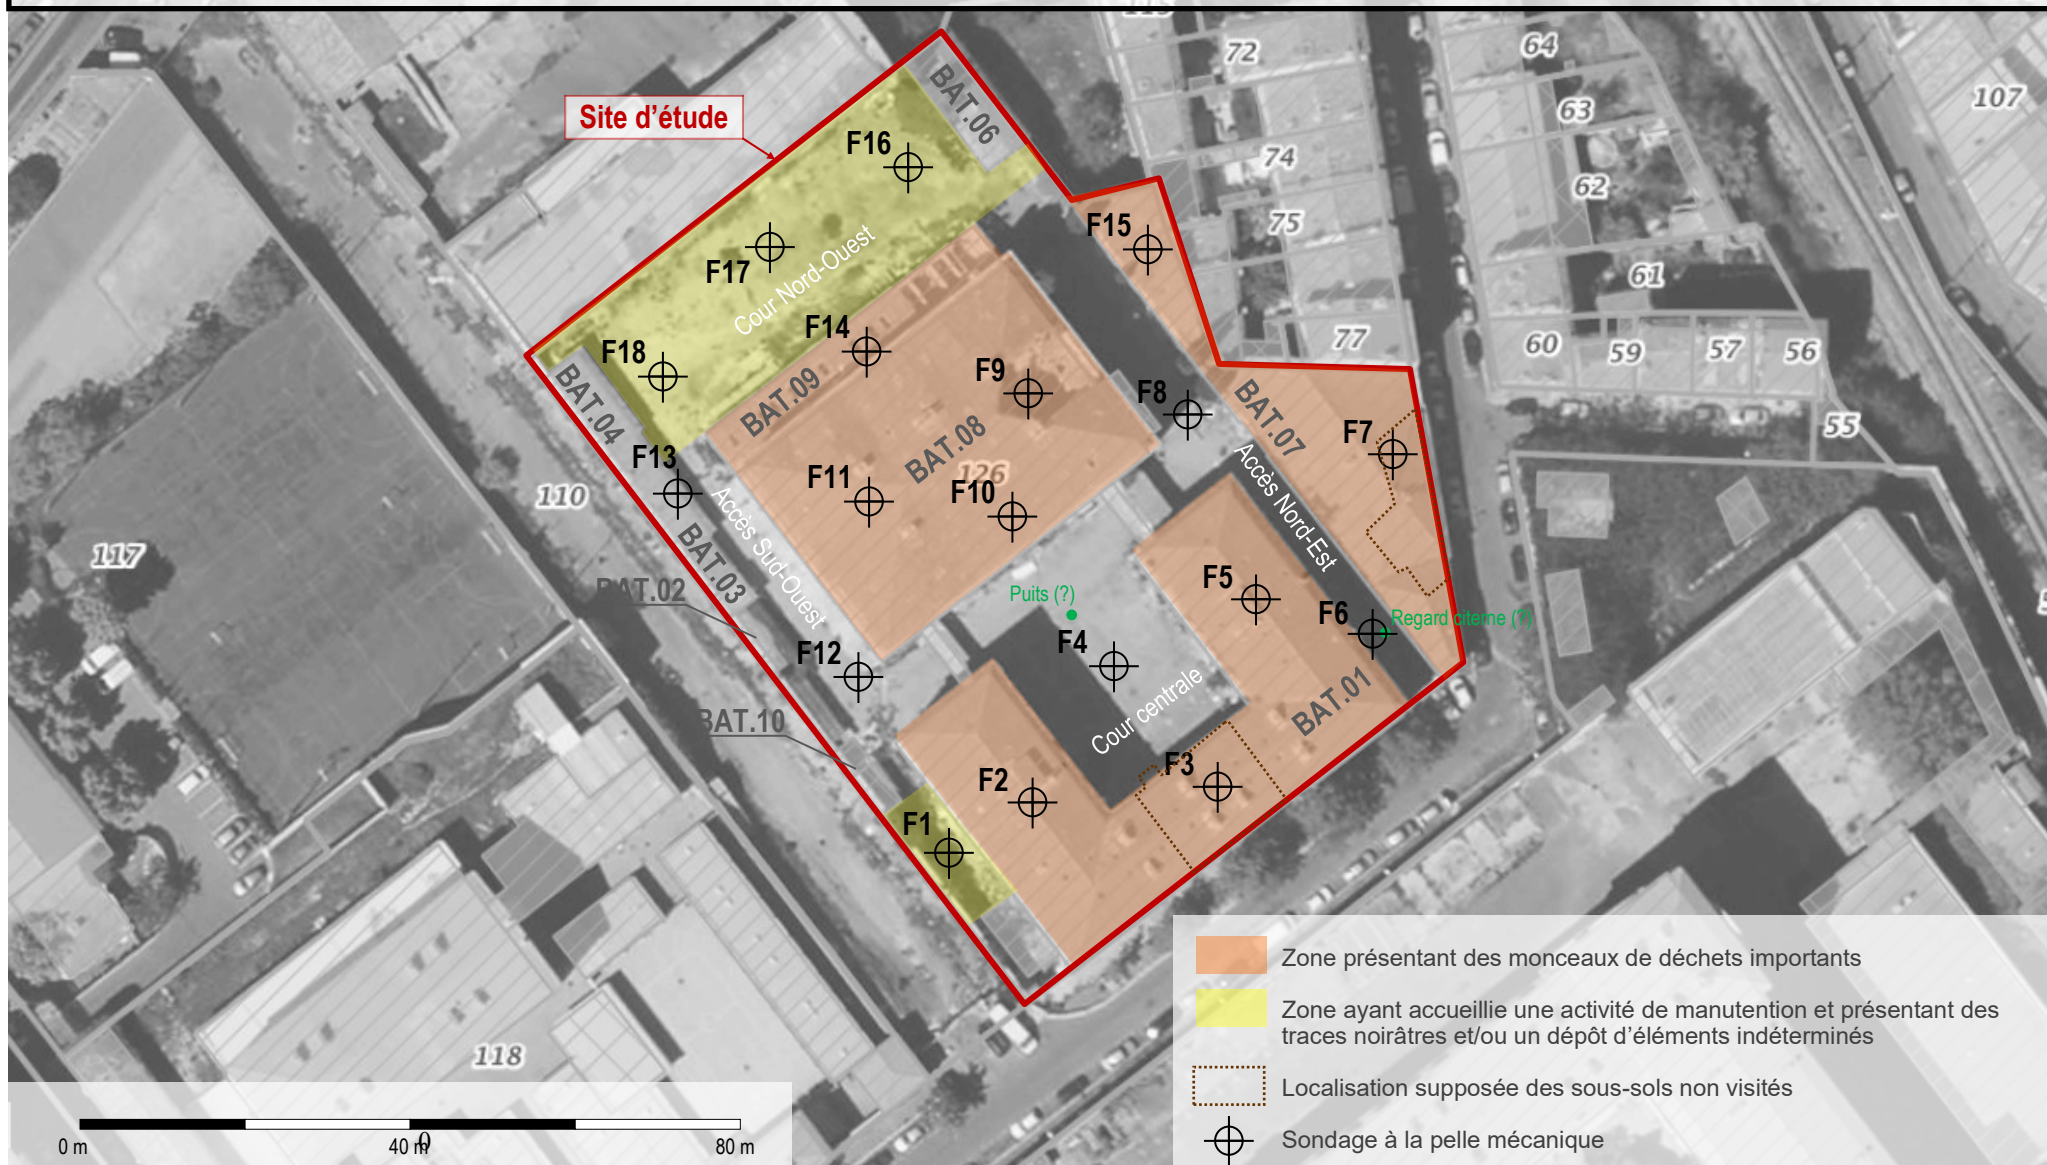 115
72
64
107
BAT.06
Site d'étude
63
F16
74
62
F15
75
F17
Cour Nord-Ouest
61
F14
77
60
59
57
56
F18
F9
BAT.04
BAT.09
F8
BAT.07
55
BAT.08
F7
F13
126
F11
F10
Accès Nord-Est
110
Accès Sud-Ouest
117
BAT.03
F5
BAT.02
Puits (?)
F6
Regard citerne (?)
F4
F12
BAT.01
BAT.10
Cour centrale
F3
F2
F1
118
Zone présentant des monceaux de déchets importants
Zone ayant accueillie une activité de manutention et présentant des
traces noirâtres et/ou un dépôt d'éléments indéterminés
Localisation supposée des sous-sols non visités
Sondage à la pelle mécanique
0 m
40 m
0
80 m